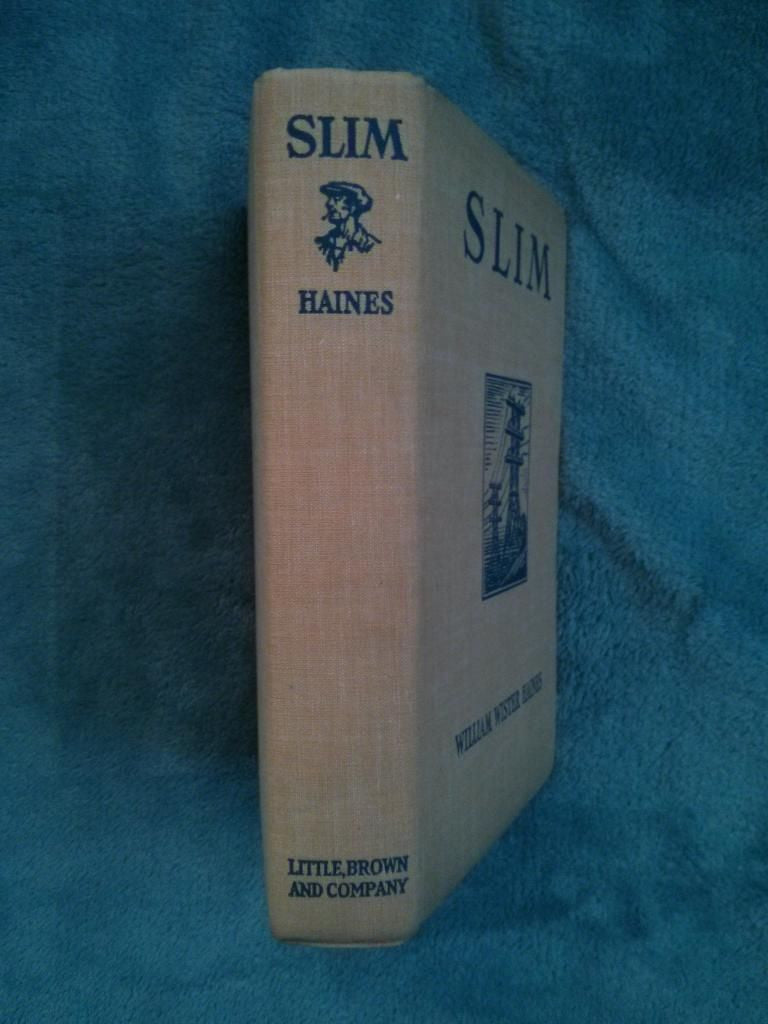 SLIM
HAINES
LITTLE, BROWN
AND COMPANY
SLIM
WILLIAM WISTER HAINES